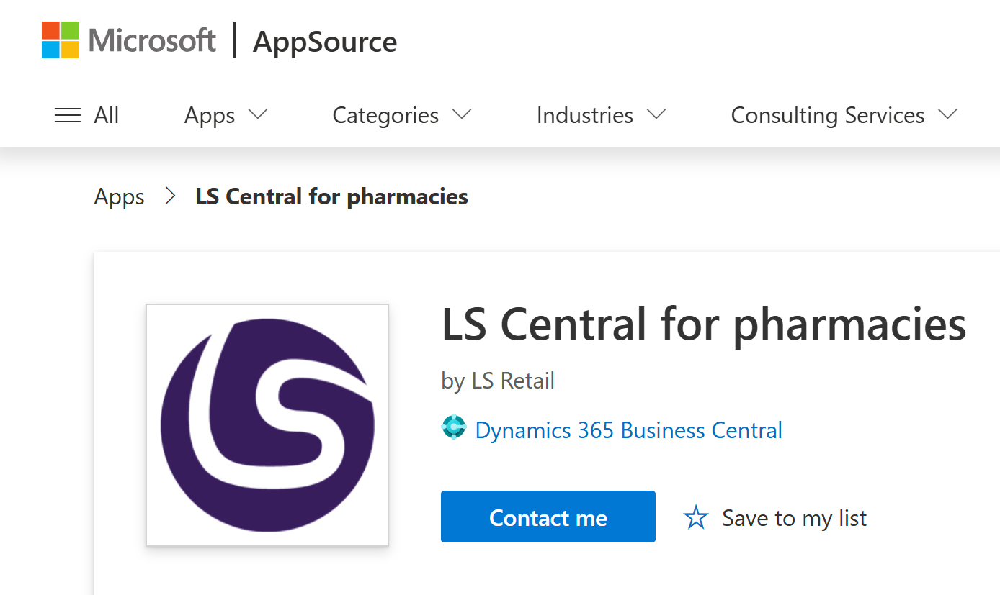 Microsoft | AppSource
All Apps Categories Industries Consulting Services
Apps > LS Central for pharmacies
LS
LS Central for pharmacies
by LS Retail
Dynamics 365 Business Central
Contact me Save to my list